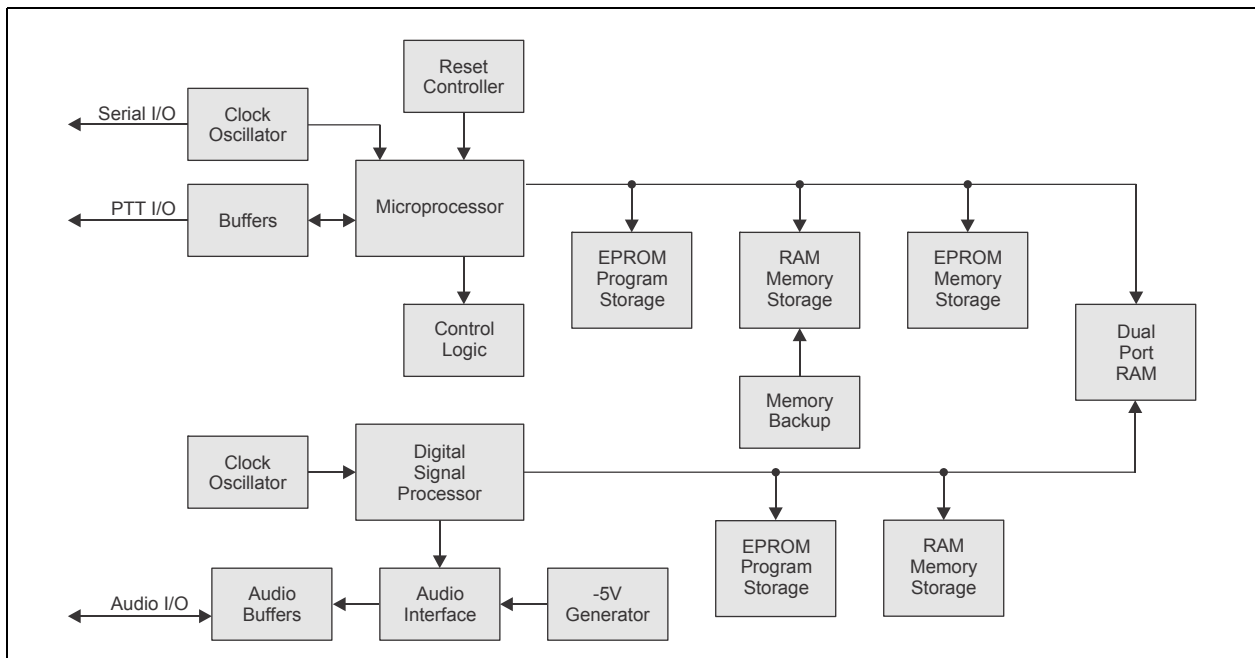 Reset
Controller
Serial I/O
Clock
Oscillator
PTT I/O
Buffers
Microprocessor
EPROM
Program
Storage
RAM
Memory
Storage
EPROM
Memory
Storage
Control
Logic
Dual
Port
RAM
Memory
Backup
Clock
Oscillator
Digital
Signal
Processor
EPROM
Program
Storage
RAM
Memory
Storage
Audio I/O
Audio
Buffers
Audio
Interface
-5V
Generator